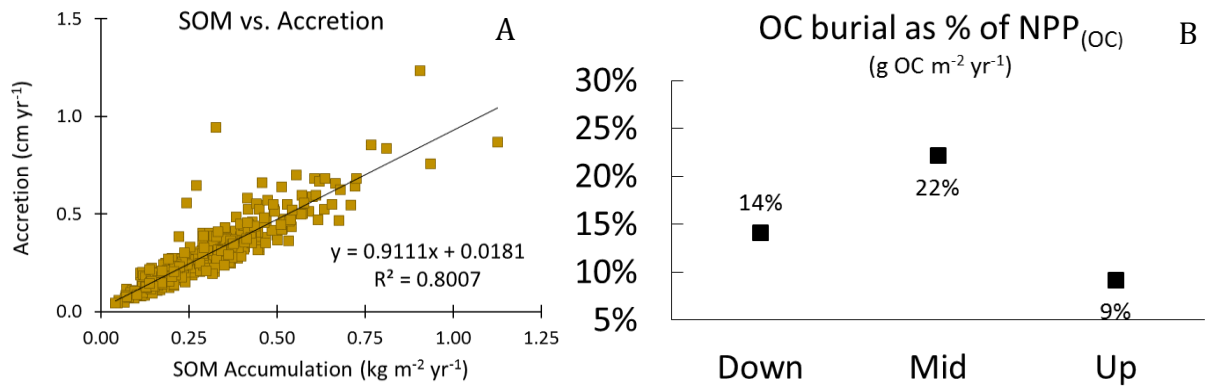 SOM vs. Accretion
A
Accretion (cm yr⁻¹)
1.5
1.0
0.5
0.0
y = 0.9111x + 0.0181
R² = 0.8007
0.00 0.25 0.50 0.75 1.00 1.25
SOM Accumulation (kg m⁻² yr⁻¹)
OC burial as % of NPP₍OC₎
B
(g OC m⁻² yr⁻¹)
30%
25%
20%
15%
10%
5%
14%
22%
9%
Down Mid Up